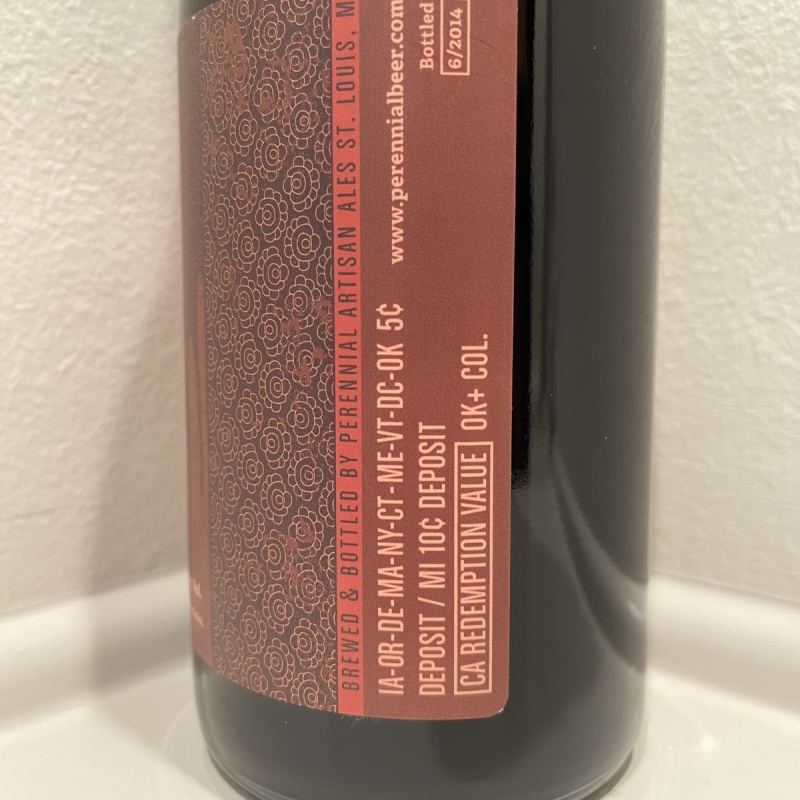 BREWED & BOTTLED BY PERENNIAL ARTISAN ALES ST. LOUIS, M
IA-OR-DE-MA-NY-CT-ME-VT-DC-OK 5¢
DEPOSIT / MI 10¢ DEPOSIT
CA REDEMPTION VALUE OK+ COL.
www.perennialbeer.com
Bottled
6/2014